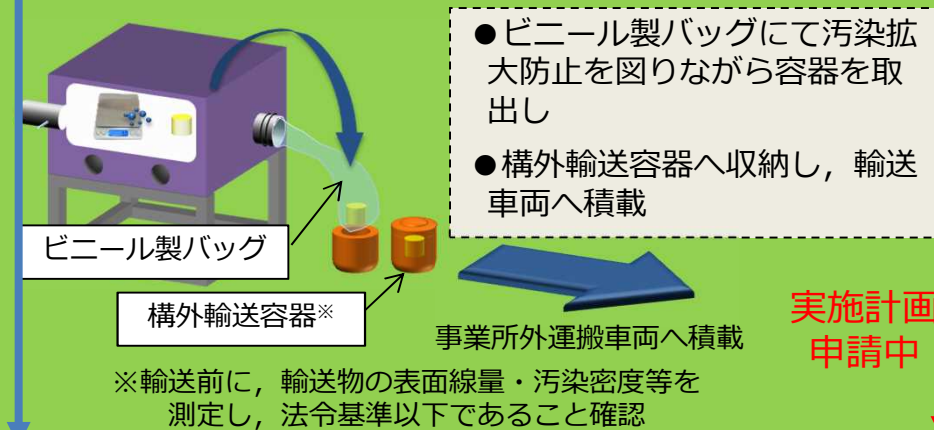 ●ビニール製バッグにて汚染拡
大防止を図りながら容器を取
出し
●構外輸送容器へ収納し，輸送
車両へ積載
ビニール製バッグ
構外輸送容器※
事業所外運搬車両へ積載
実施計画
申請中
※輸送前に，輸送物の表面線量・汚染密度等を
測定し，法令基準以下であること確認